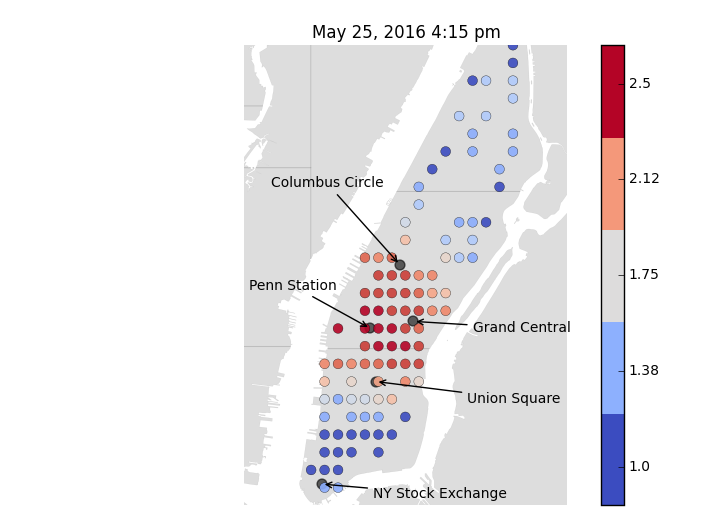 May 25, 2016 4:15 pm
2.5
Columbus Circle
2.12
Penn Station
1.75
Grand Central
1.38
Union Square
1.0
NY Stock Exchange